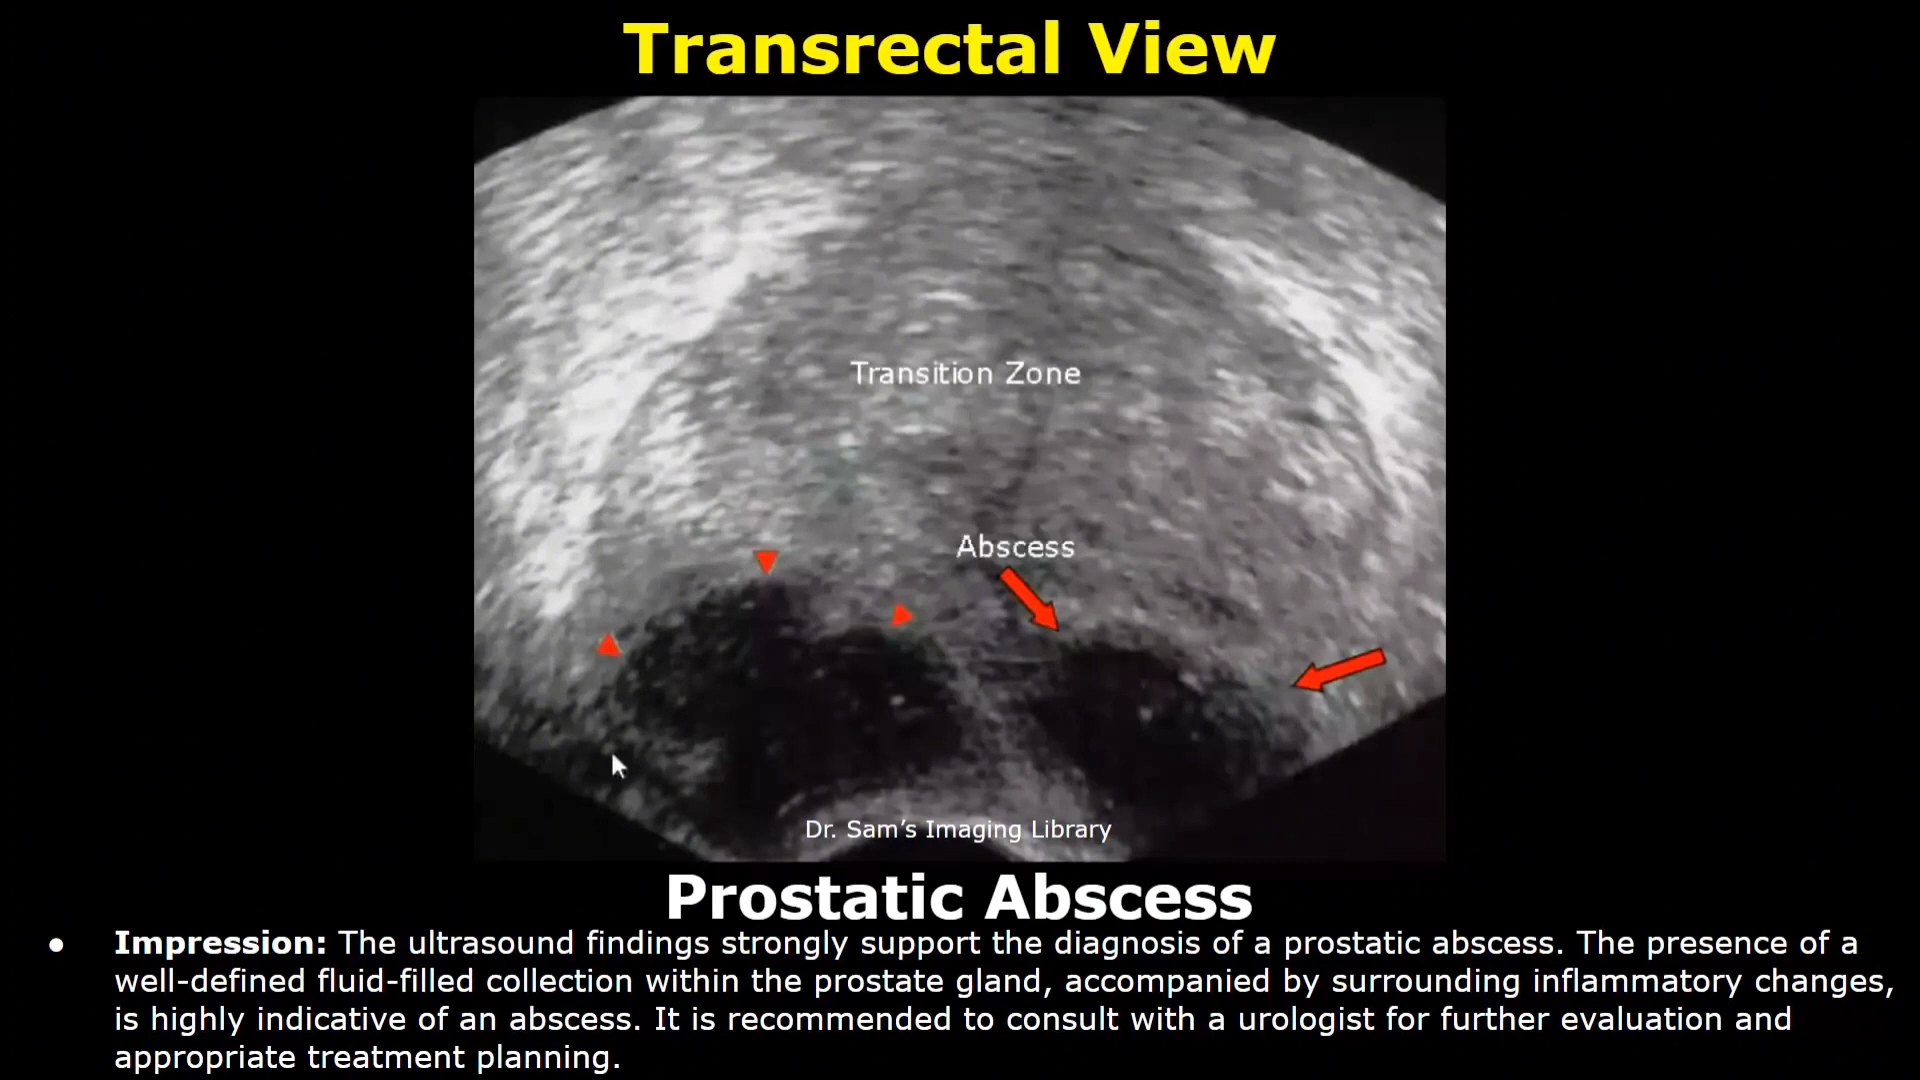 Transrectal View
Transition Zone
Abscess
Dr. Sam’s Imaging Library
Prostatic Abscess
● Impression: The ultrasound findings strongly support the diagnosis of a prostatic abscess. The presence of a
well-defined fluid-filled collection within the prostate gland, accompanied by surrounding inflammatory changes,
is highly indicative of an abscess. It is recommended to consult with a urologist for further evaluation and
appropriate treatment planning.